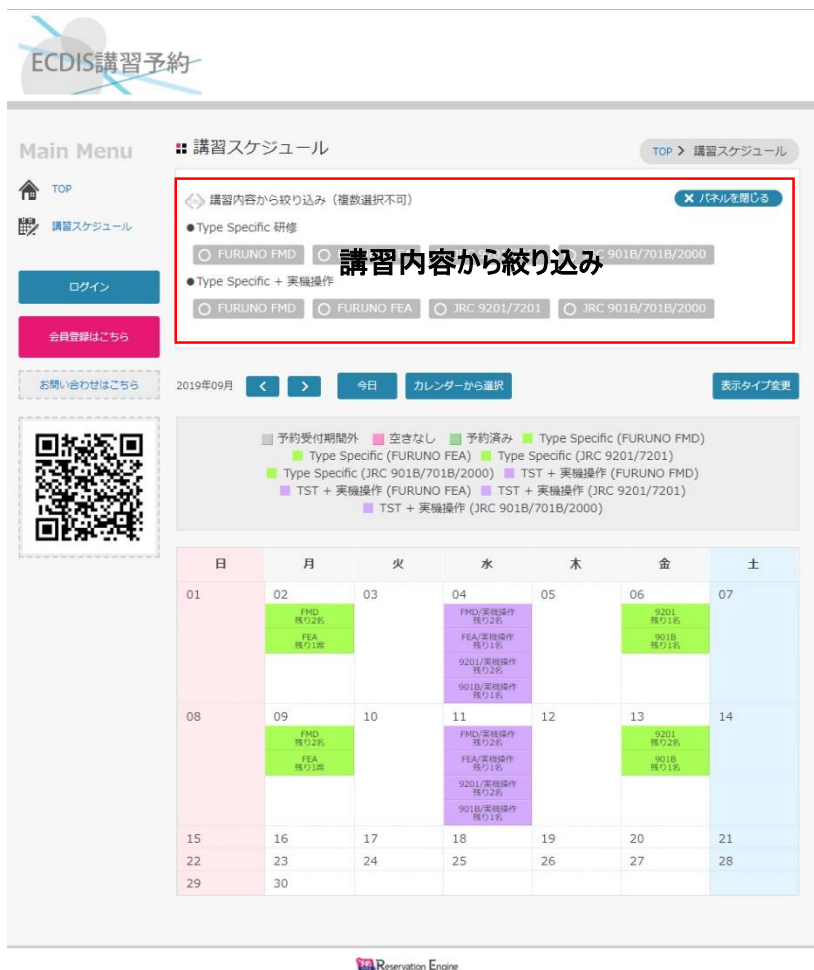 ECDIS講習予約
Main Menu
TOP
講習スケジュール
ログイン
会員登録はこちら
お問い合わせはこちら
講習スケジュール
TOP > 講習スケジュール
講習内容から絞り込み（複数選択不可）
× パネルを閉じる
●Type Specific 研修
FURUNO FMD
JRC 901B/701B/2000
講習内容から絞り込み
●Type Specific + 実機操作
FURUNO FMD FURUNO FEA JRC 9201/7201 JRC 901B/701B/2000
2019年09月 < > 今日 カレンダーから選択 表示タイプ変更
予約受付期間外 空きなし 予約済み Type Specific (FURUNO FMD)
Type Specific (FURUNO FEA) Type Specific (JRC 9201/7201)
Type Specific (JRC 901B/701B/2000) TST + 実機操作 (FURUNO FMD)
TST + 実機操作 (FURUNO FEA) TST + 実機操作 (JRC 9201/7201)
TST + 実機操作 (JRC 901B/701B/2000)
日 月 火 水 木 金 土
01 02 03 04 05 06 07
FMD FMD/実機操作 9201
残り2名 残り2名 残り2名
FEA FEA/実機操作 901B
残り1席 残り1名 残り1名
9201/実機操作
残り2名
901B/実機操作
残り1名
08 09 10 11 12 13 14
FMD FMD/実機操作 9201
残り2名 残り2名 残り2名
FEA FEA/実機操作 901B
残り1席 残り1名 残り1名
9201/実機操作
残り2名
901B/実機操作
残り1名
15 16 17 18 19 20 21
22 23 24 25 26 27 28
29 30
予約 Reservation Engine